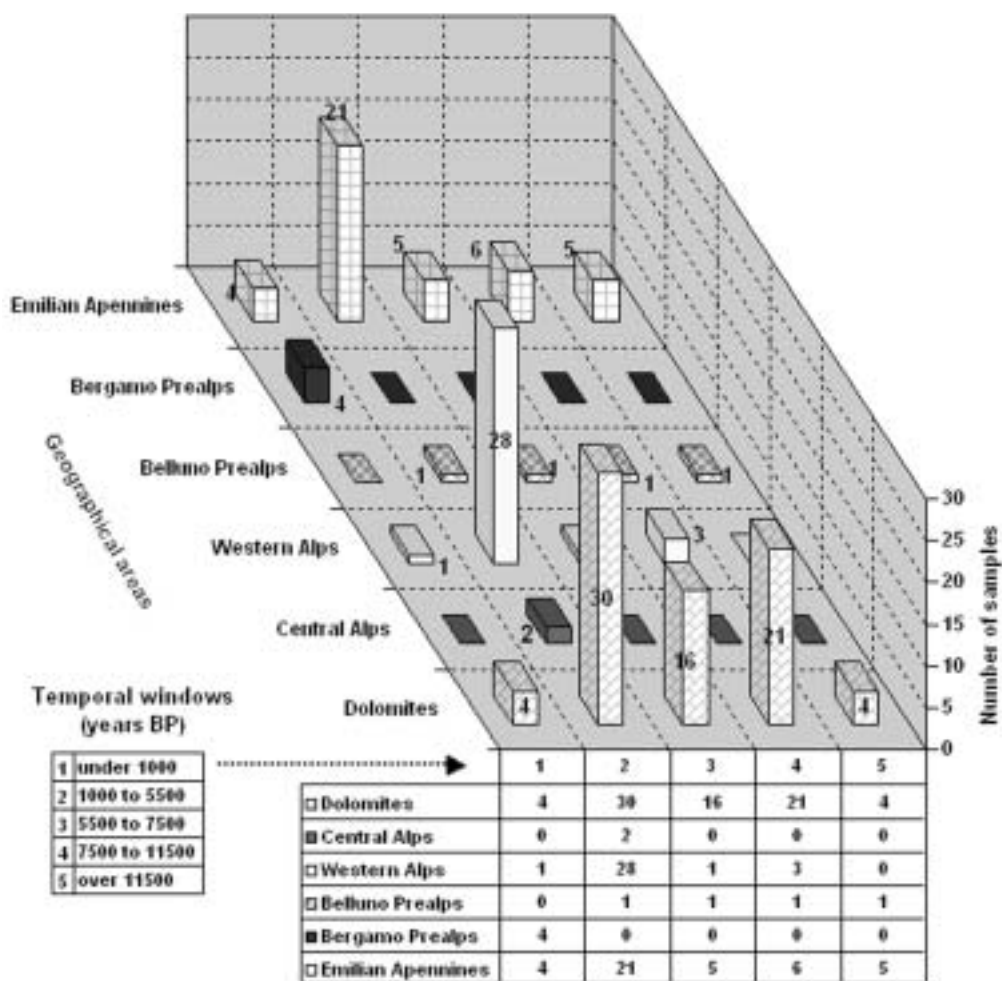 21
5
6
5
4
Emilian Apennines
Bergamo Prealps
4
28
Belluno Prealps
1
1
1
1
Geographical areas
Western Alps
1
3
30
25
20
15
10
5
0
Number of samples
30
Central Alps
2
16
21
Dolomites
4
4
Temporal windows
(years BP)
1 under 1000
2 1000 to 5500
3 5500 to 7500
4 7500 to 11500
5 over 11500
1 2 3 4 5
Dolomites 4 30 16 21 4
Central Alps 0 2 0 0 0
Western Alps 1 28 1 3 0
Belluno Prealps 0 1 1 1 1
Bergamo Prealps 4 0 0 0 0
Emilian Apennines 4 21 5 6 5